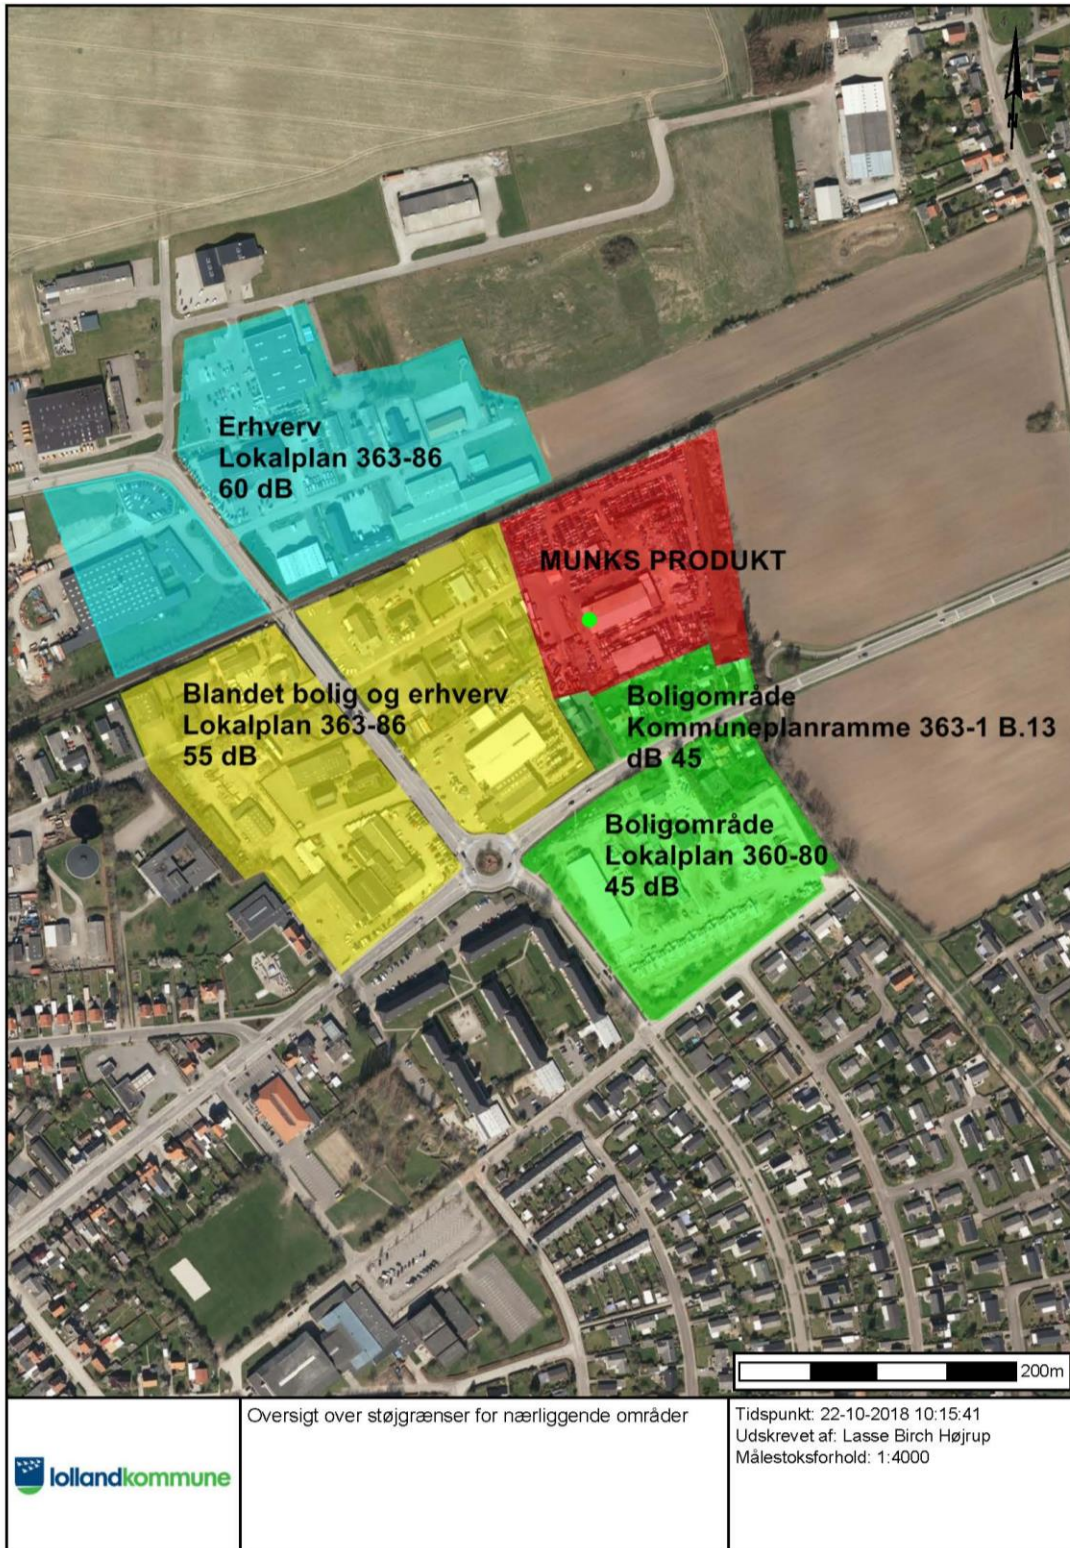 N
Erhverv
Lokalplan 363-86
60 dB
MUNKS PRODUKT
Blandet bolig og erhverv
Lokalplan 363-86
55 dB
Boligområde
Kommuneplanramme 363-1 B.13
dB 45
Boligområde
Lokalplan 360-80
45 dB
200m
lollandkommune
Oversigt over støjgrænser for nærliggende områder
Tidspunkt: 22-10-2018 10:15:41
Udskrevet af: Lasse Birch Højrup
Målestoksforhold: 1:4000